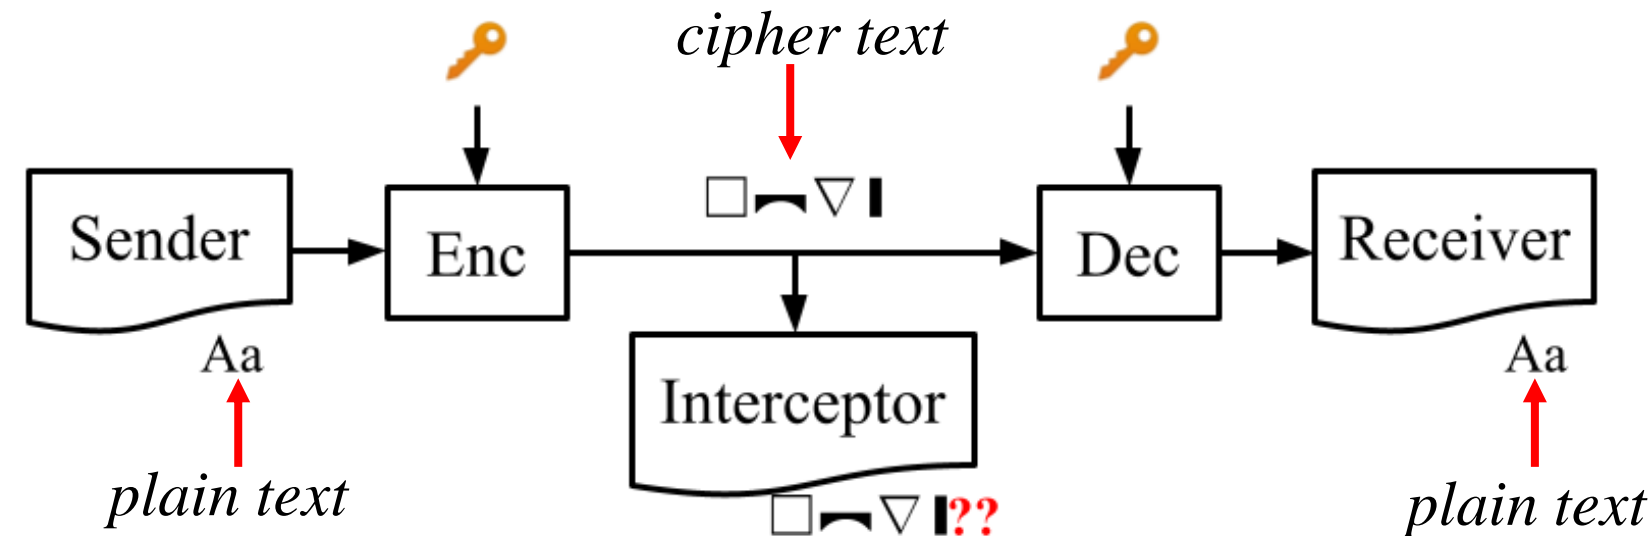 cipher text
□ ▽
Sender
Enc
Dec
Receiver
Aa
Aa
Interceptor
plain text
□ ▽ ??
plain text